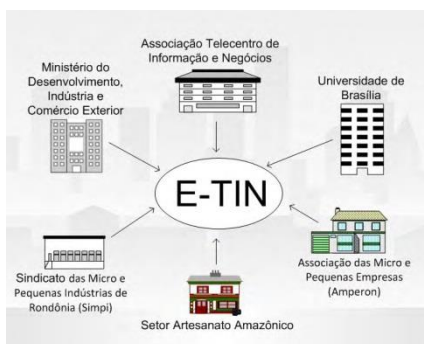 Associação Telecentro de
Informação e Negócios
Ministério do
Desenvolvimento,
Indústria e
Comércio Exterior
Universidade de
Brasília
E-TIN
Sindicato das Micro e
Pequenas Indústrias de
Rondônia (Simpi)
Setor Artesanato Amazônico
Associação das Micro e
Pequenas Empresas
(Amperon)